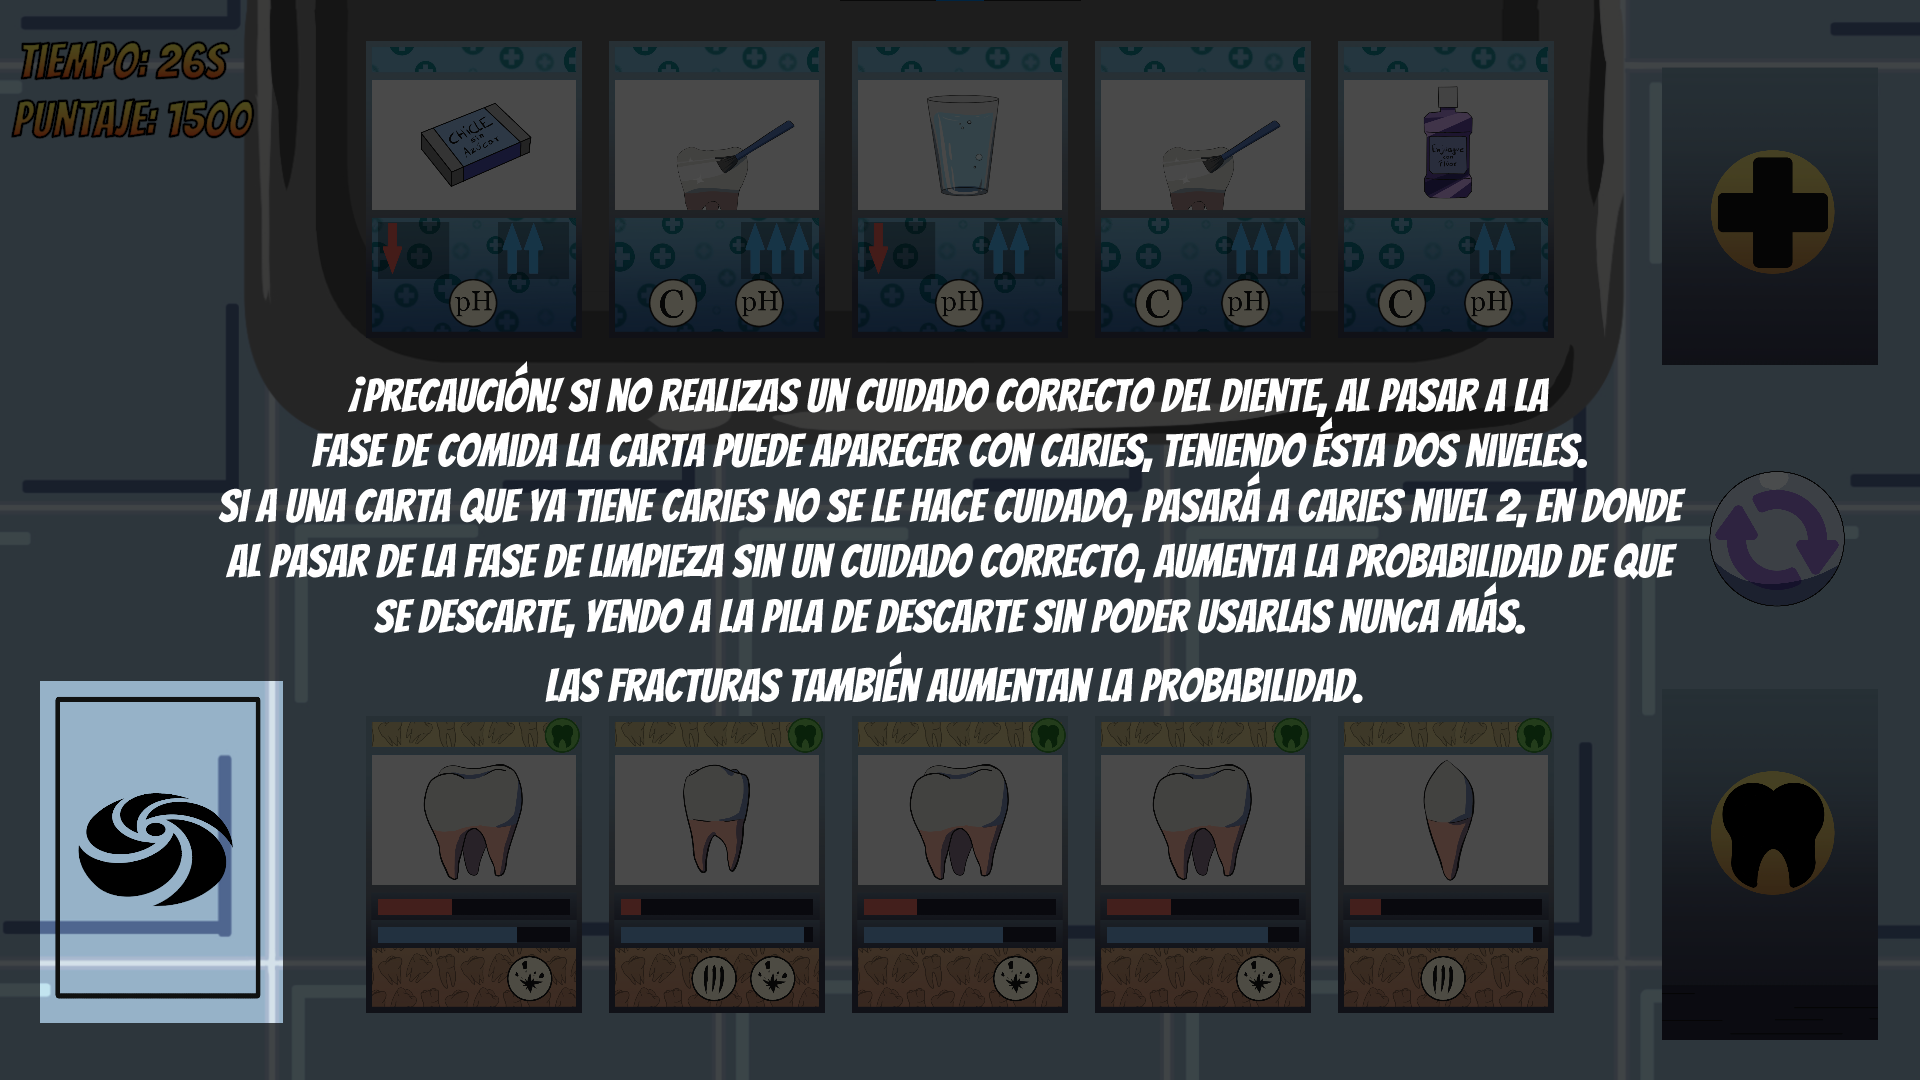 TIEMPO: 26S
PUNTAJE: 1500
CHICLE
sin
Azúcar
Enjuague
con
Flúor
pH
C pH
pH
C pH
C pH
¡PRECAUCIÓN! SI NO REALIZAS UN CUIDADO CORRECTO DEL DIENTE, AL PASAR A LA
FASE DE COMIDA LA CARTA PUEDE APARECER CON CARIES, TENIENDO ÉSTA DOS NIVELES.
SI A UNA CARTA QUE YA TIENE CARIES NO SE LE HACE CUIDADO, PASARÁ A CARIES NIVEL 2, EN DONDE
AL PASAR DE LA FASE DE LIMPIEZA SIN UN CUIDADO CORRECTO, AUMENTA LA PROBABILIDAD DE QUE
SE DESCARTE, YENDO A LA PILA DE DESCARTE SIN PODER USARLAS NUNCA MÁS.
LAS FRACTURAS TAMBIÉN AUMENTAN LA PROBABILIDAD.